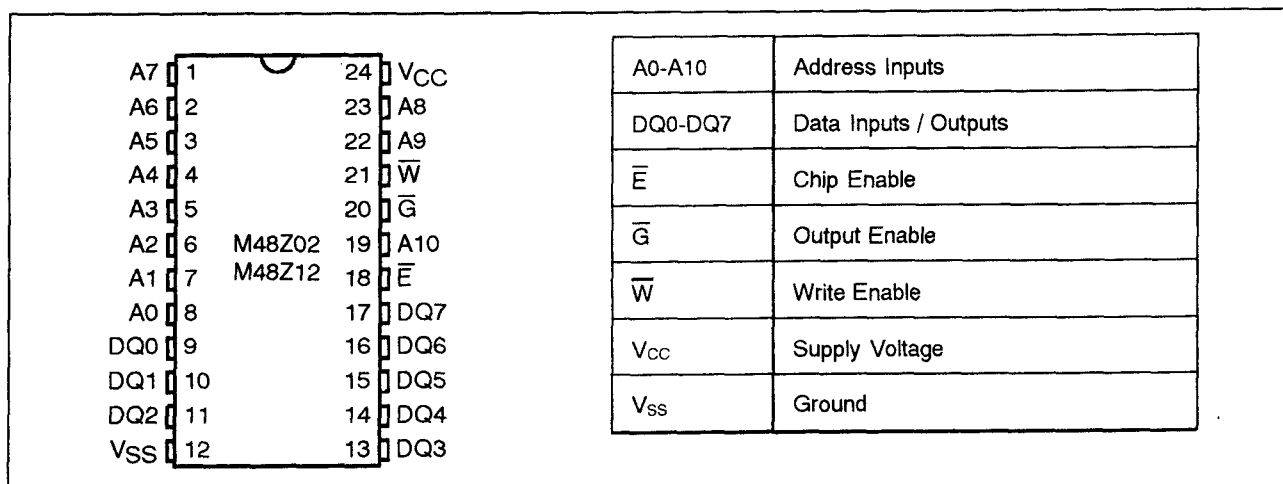 A7 1 24 VCC
A6 2 23 A8
A5 3 22 A9
A4 4 21 W̅
A3 5 20 G̅
A2 6 M48Z02 19 A10
A1 7 M48Z12 18 E̅
A0 8 17 DQ7
DQ0 9 16 DQ6
DQ1 10 15 DQ5
DQ2 11 14 DQ4
VSS 12 13 DQ3
A0-A10 Address Inputs
DQ0-DQ7 Data Inputs / Outputs
E̅ Chip Enable
G̅ Output Enable
W̅ Write Enable
VCC Supply Voltage
VSS Ground